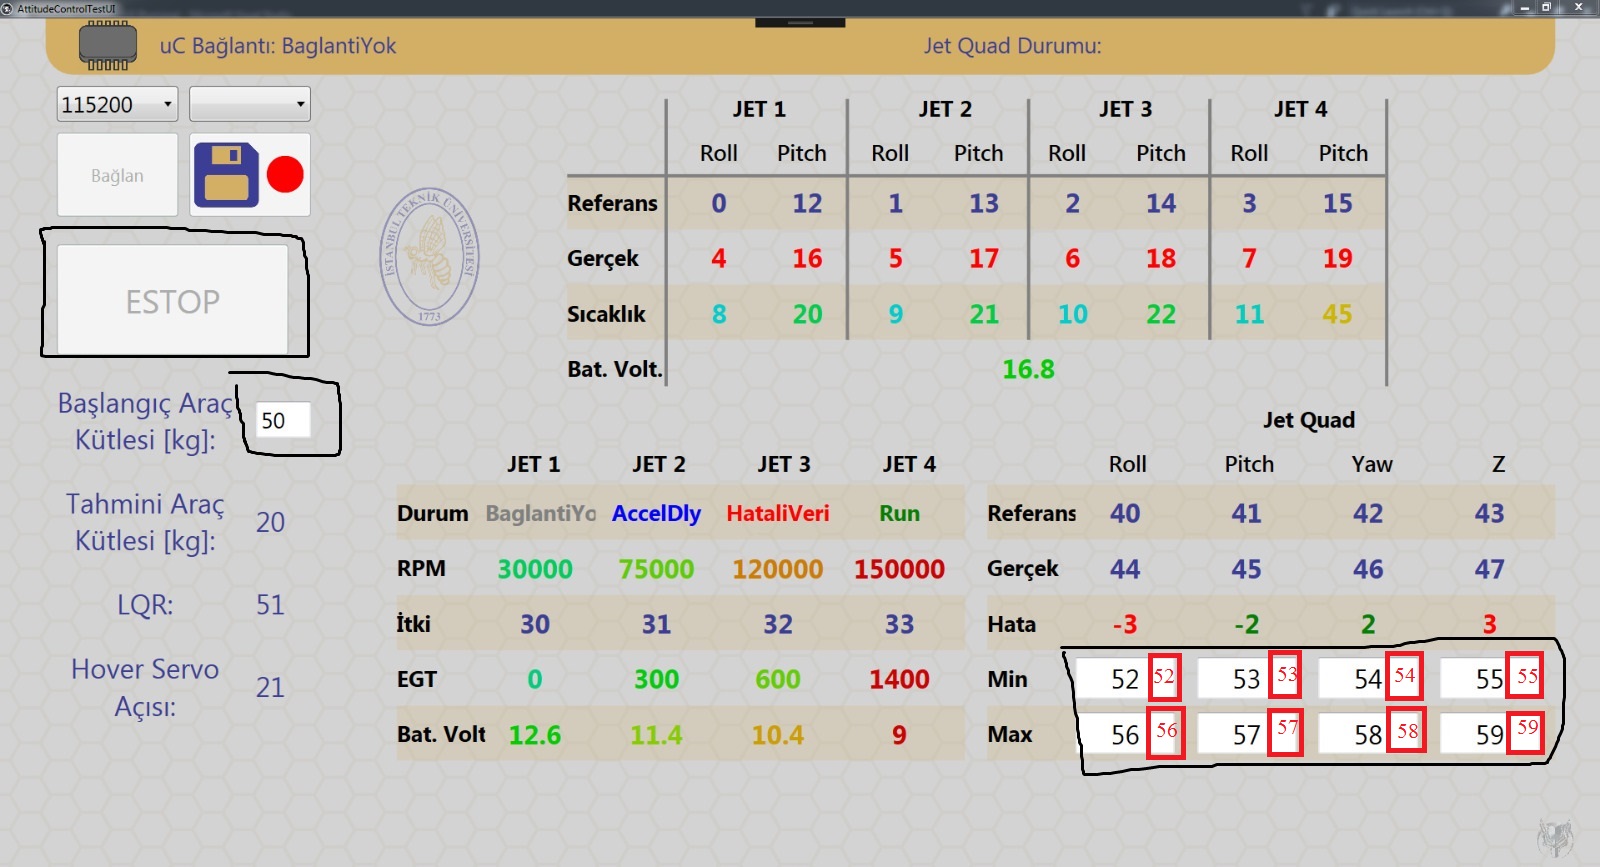 AttitudeControlTestUI
uC Bağlantı: BaglantiYok
Jet Quad Durumu:
115200
Bağlan
ESTOP
Başlangıç Araç
Kütlesi [kg]:
50
Tahmini Araç
Kütlesi [kg]:
20
LQR:
51
Hover Servo
Açısı:
21
İSTANBUL TEKNİK ÜNİVERSİTESİ
1773
JET 1 JET 2 JET 3 JET 4
Roll Pitch Roll Pitch Roll Pitch Roll Pitch
Referans 0 12 1 13 2 14 3 15
Gerçek 4 16 5 17 6 18 7 19
Sıcaklık 8 20 9 21 10 22 11 45
Bat. Volt. 16.8
JET 1 JET 2 JET 3 JET 4
Durum BaglantiYo AccelDly HataliVeri Run
RPM 30000 75000 120000 150000
İtki 30 31 32 33
EGT 0 300 600 1400
Bat. Volt 12.6 11.4 10.4 9
Jet Quad
Roll Pitch Yaw Z
Referans 40 41 42 43
Gerçek 44 45 46 47
Hata -3 -2 2 3
Min 52 52 53 53 54 54 55 55
Max 56 56 57 57 58 58 59 59